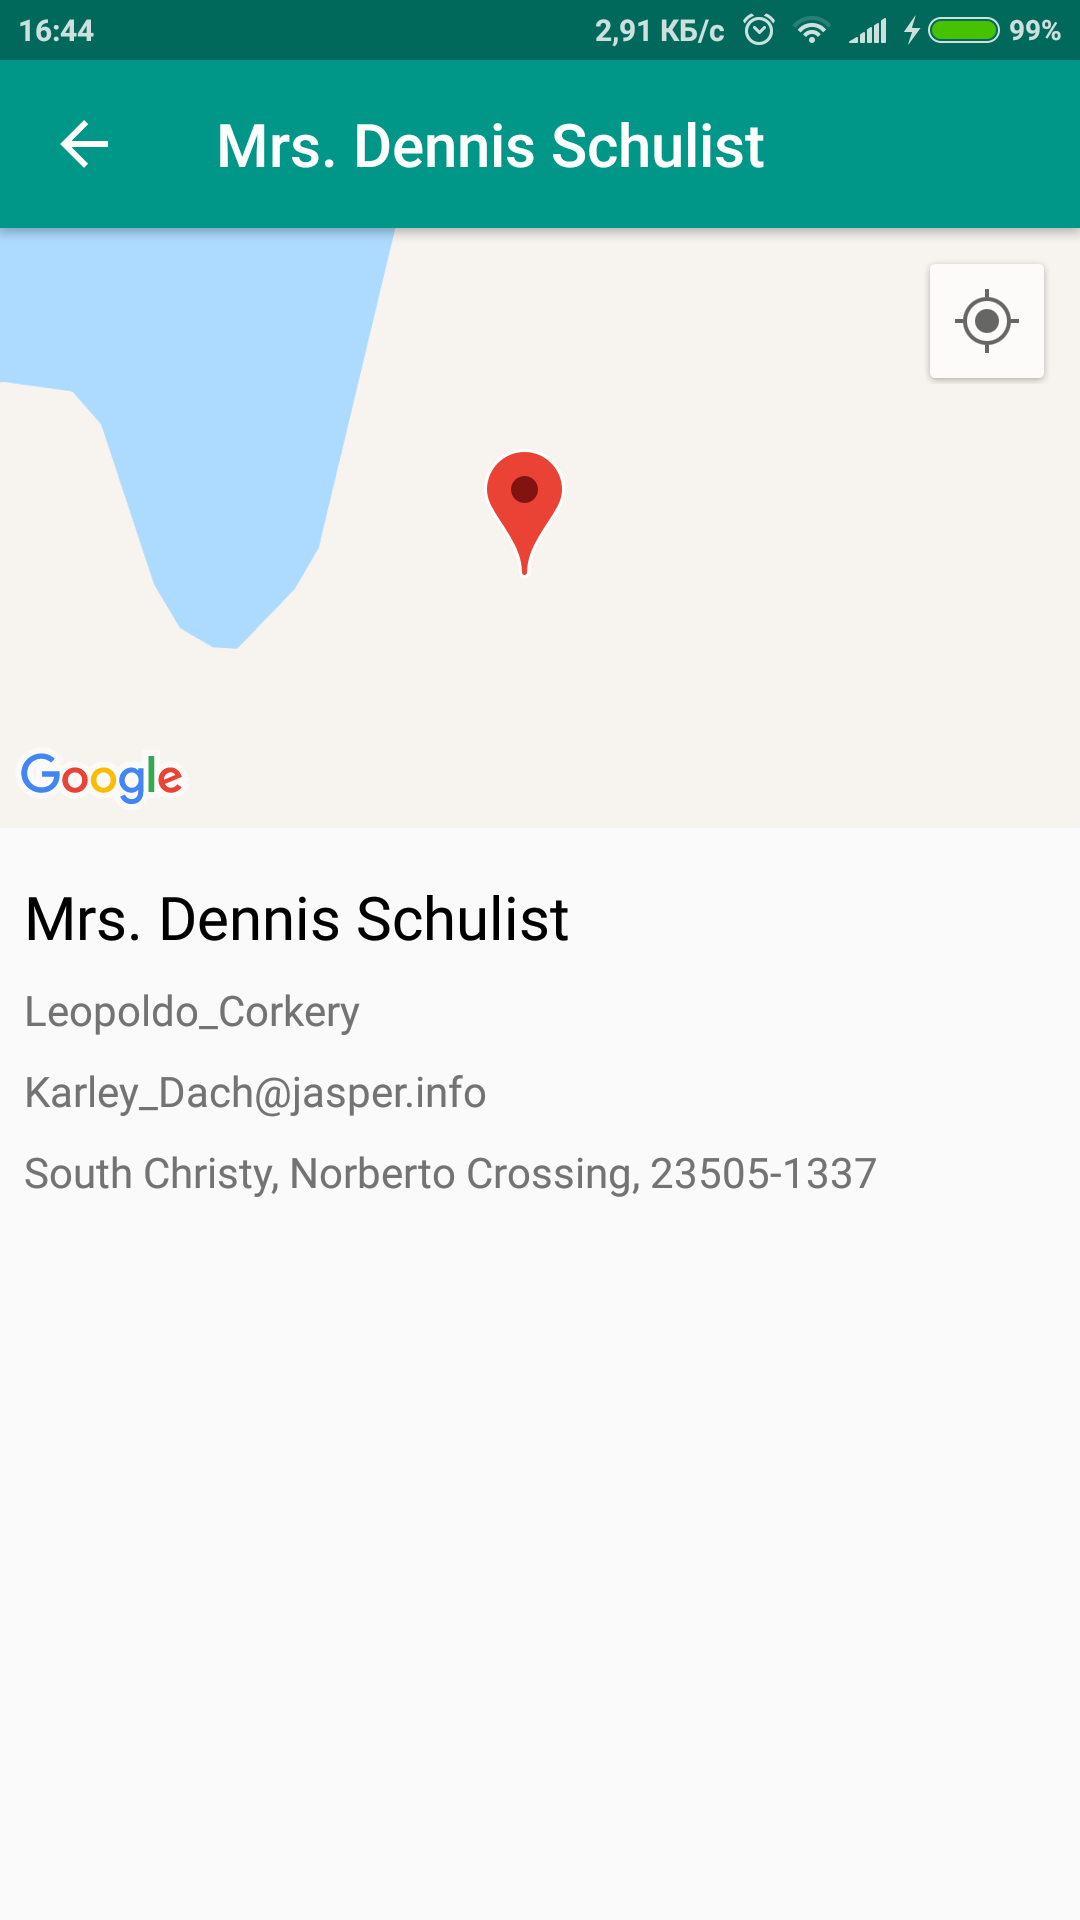 16:44 2,91 КБ/с 99%
Mrs. Dennis Schulist
Google
Mrs. Dennis Schulist
Leopoldo_Corkery
Karley_Dach@jasper.info
South Christy, Norberto Crossing, 23505-1337